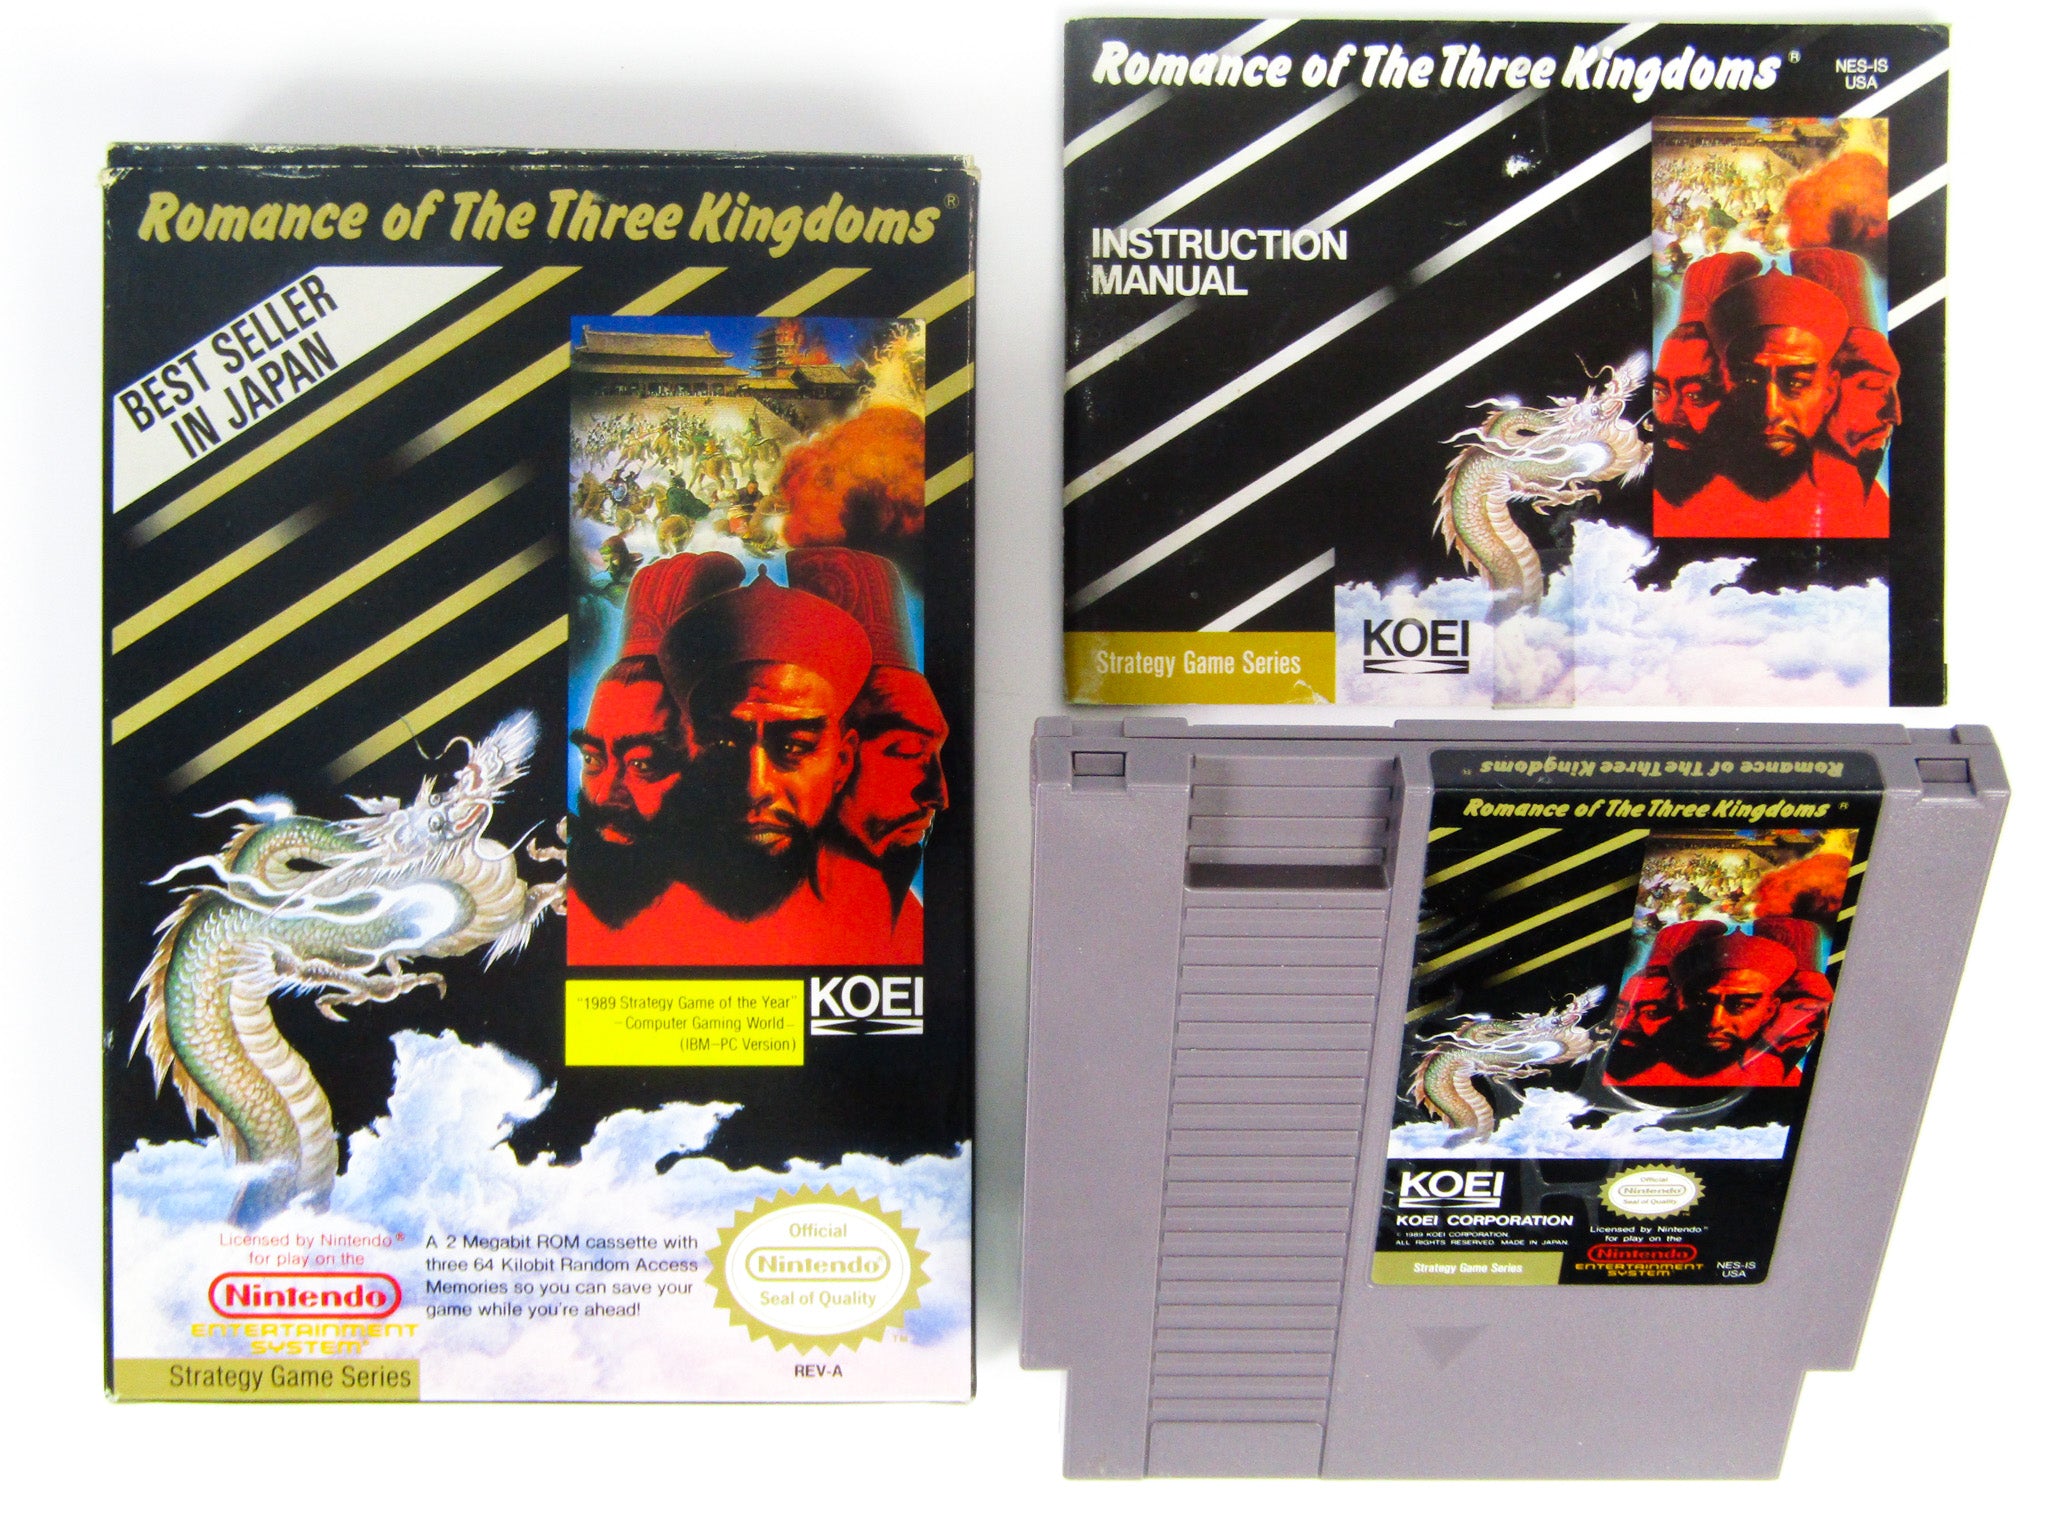 Romance of The Three Kingdoms®
BEST SELLER
IN JAPAN
"1989 Strategy Game of the Year"
–Computer Gaming World–
(IBM–PC Version)
KOEI
Licensed by Nintendo®
for play on the
Nintendo®
ENTERTAINMENT
SYSTEM®
A 2 Megabit ROM cassette with
three 64 Kilobit Random Access
Memories so you can save your
game while you're ahead!
Official
Nintendo®
Seal of Quality
TM
REV-A
Strategy Game Series
Romance of The Three Kingdoms®
NES-IS
USA
INSTRUCTION
MANUAL
KOEI
Strategy Game Series
Romance of The Three Kingdoms®
Romance of The Three Kingdoms®
KOEI
KOEI CORPORATION
© 1989 KOEI CORPORATION.
ALL RIGHTS RESERVED. MADE IN JAPAN.
Official
Nintendo
Seal of Quality
Licensed by Nintendo™
for play on the
Nintendo
ENTERTAINMENT
SYSTEM™
NES-IS
USA
Strategy Game Series